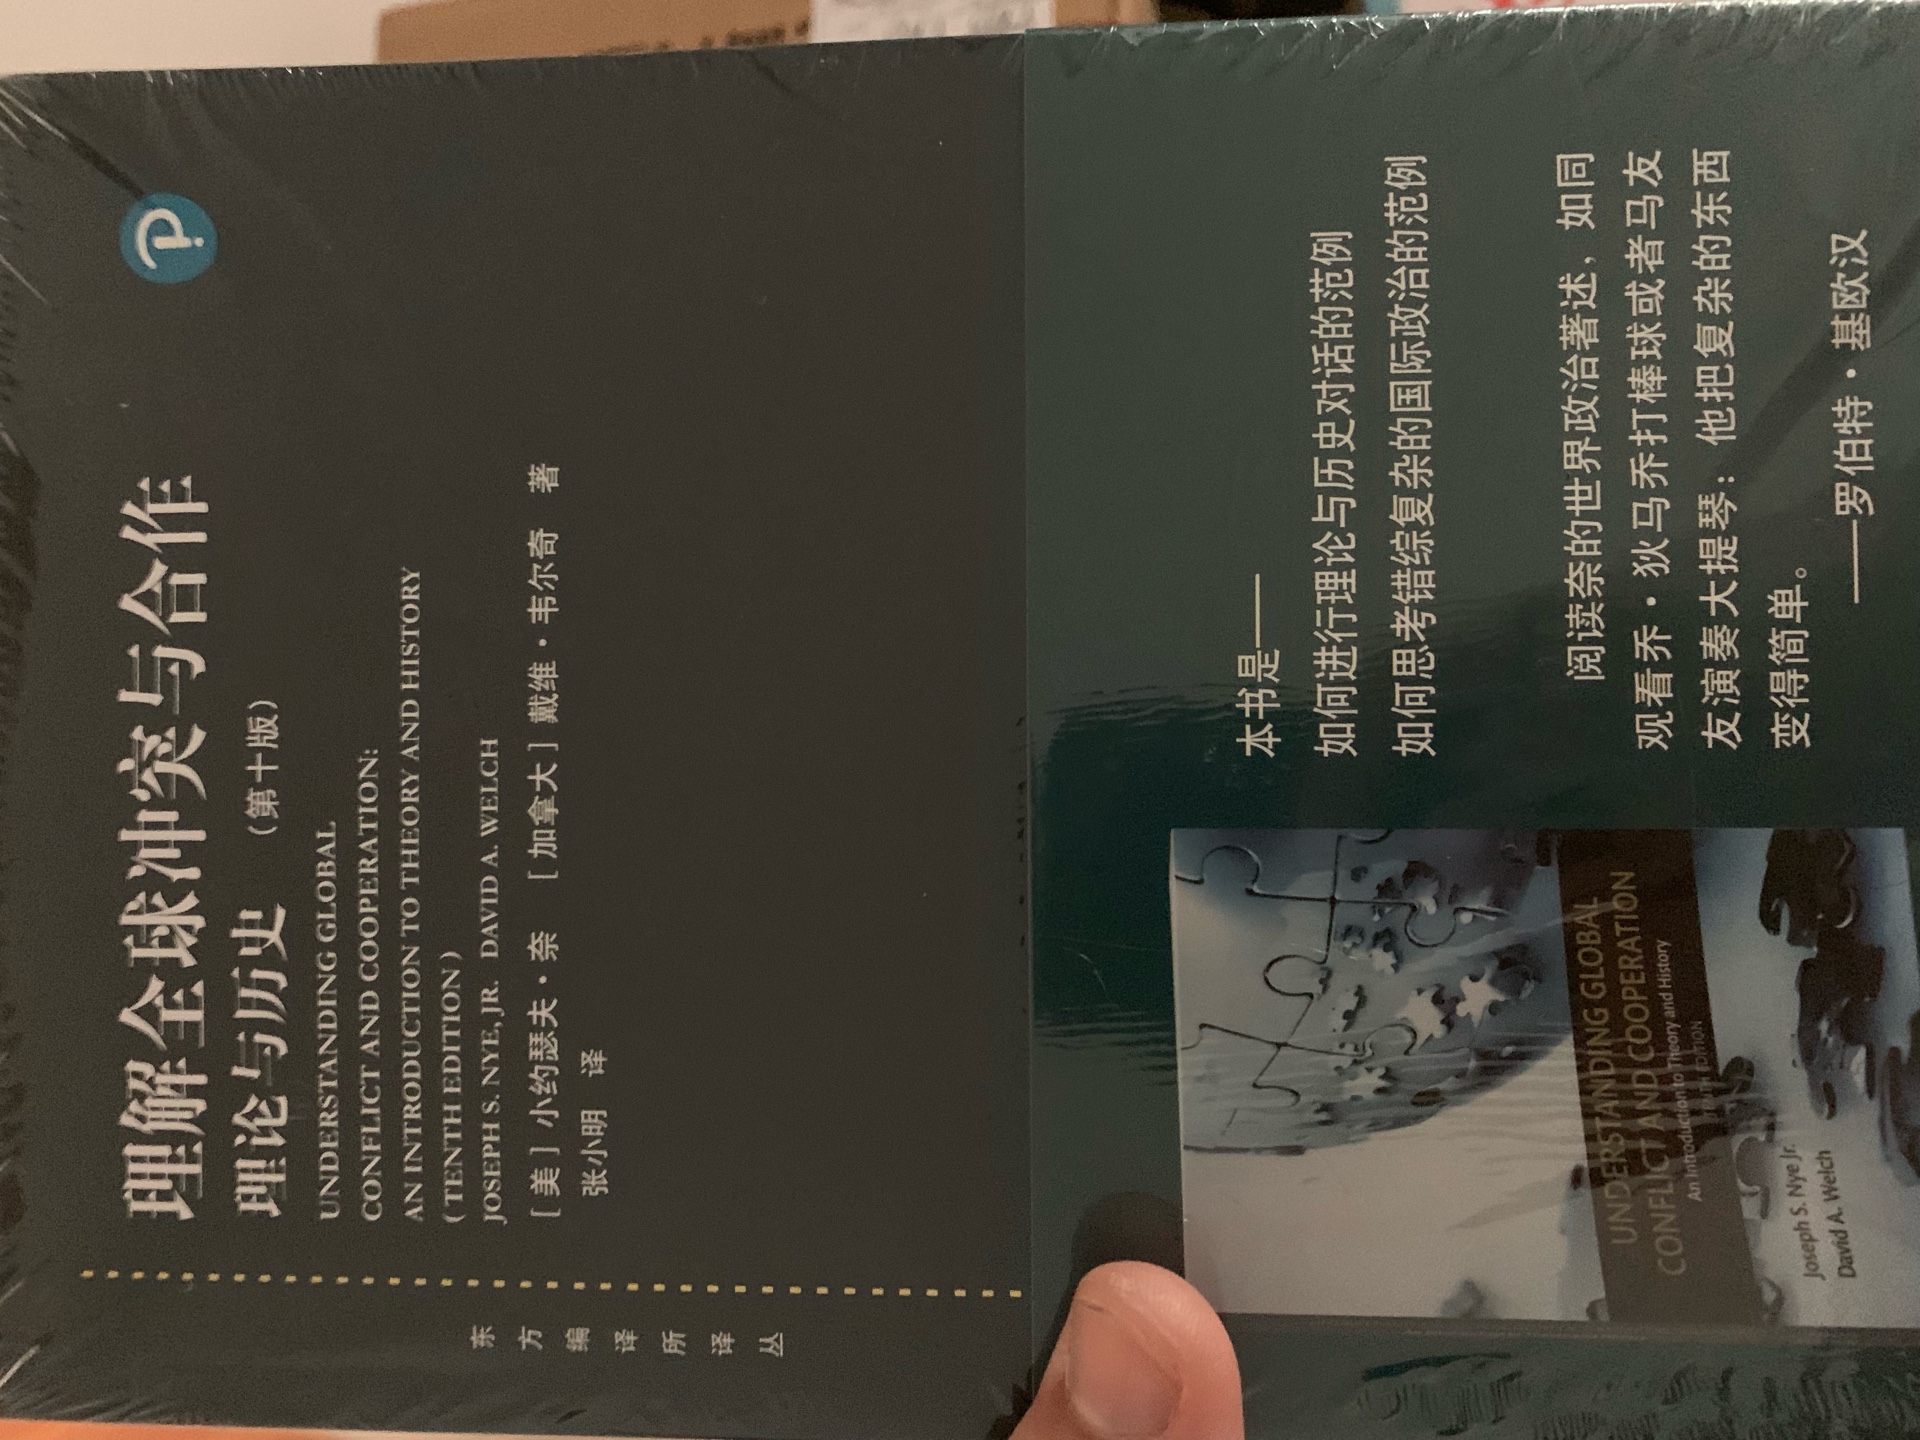 理解全球冲突与合作
理论与历史 （第十版）
UNDERSTANDING GLOBAL
CONFLICT AND COOPERATION:
AN INTRODUCTION TO THEORY AND HISTORY
( TENTH EDITION )
JOSEPH S. NYE, JR. DAVID A. WELCH
［美］小约瑟夫·奈 ［加拿大］戴维·韦尔奇 著
张小明 译
东方编译所译丛
本书是——
如何进行理论与历史对话的范例
如何思考错综复杂的国际政治的范例
阅读奈的世界政治著述，如同
观看乔·狄马乔打棒球或者马友
友演奏大提琴：他把复杂的东西
变得简单。
——罗伯特·基欧汉
UNDERSTANDING GLOBAL
CONFLICT AND COOPERATION
An Introduction to Theory and History
TENTH EDITION
Joseph S. Nye Jr.
David A. Welch